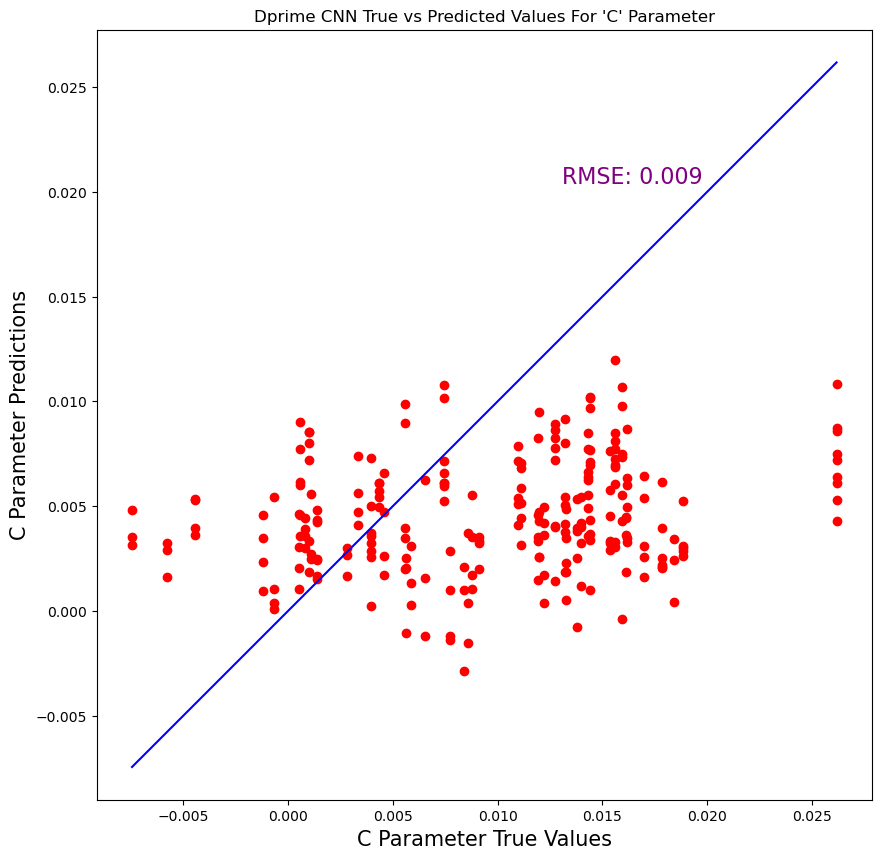 Dprime CNN True vs Predicted Values For 'C' Parameter
RMSE: 0.009
C Parameter Predictions
0.025
0.020
0.015
0.010
0.005
0.000
−0.005
−0.005 0.000 0.005 0.010 0.015 0.020 0.025
C Parameter True Values